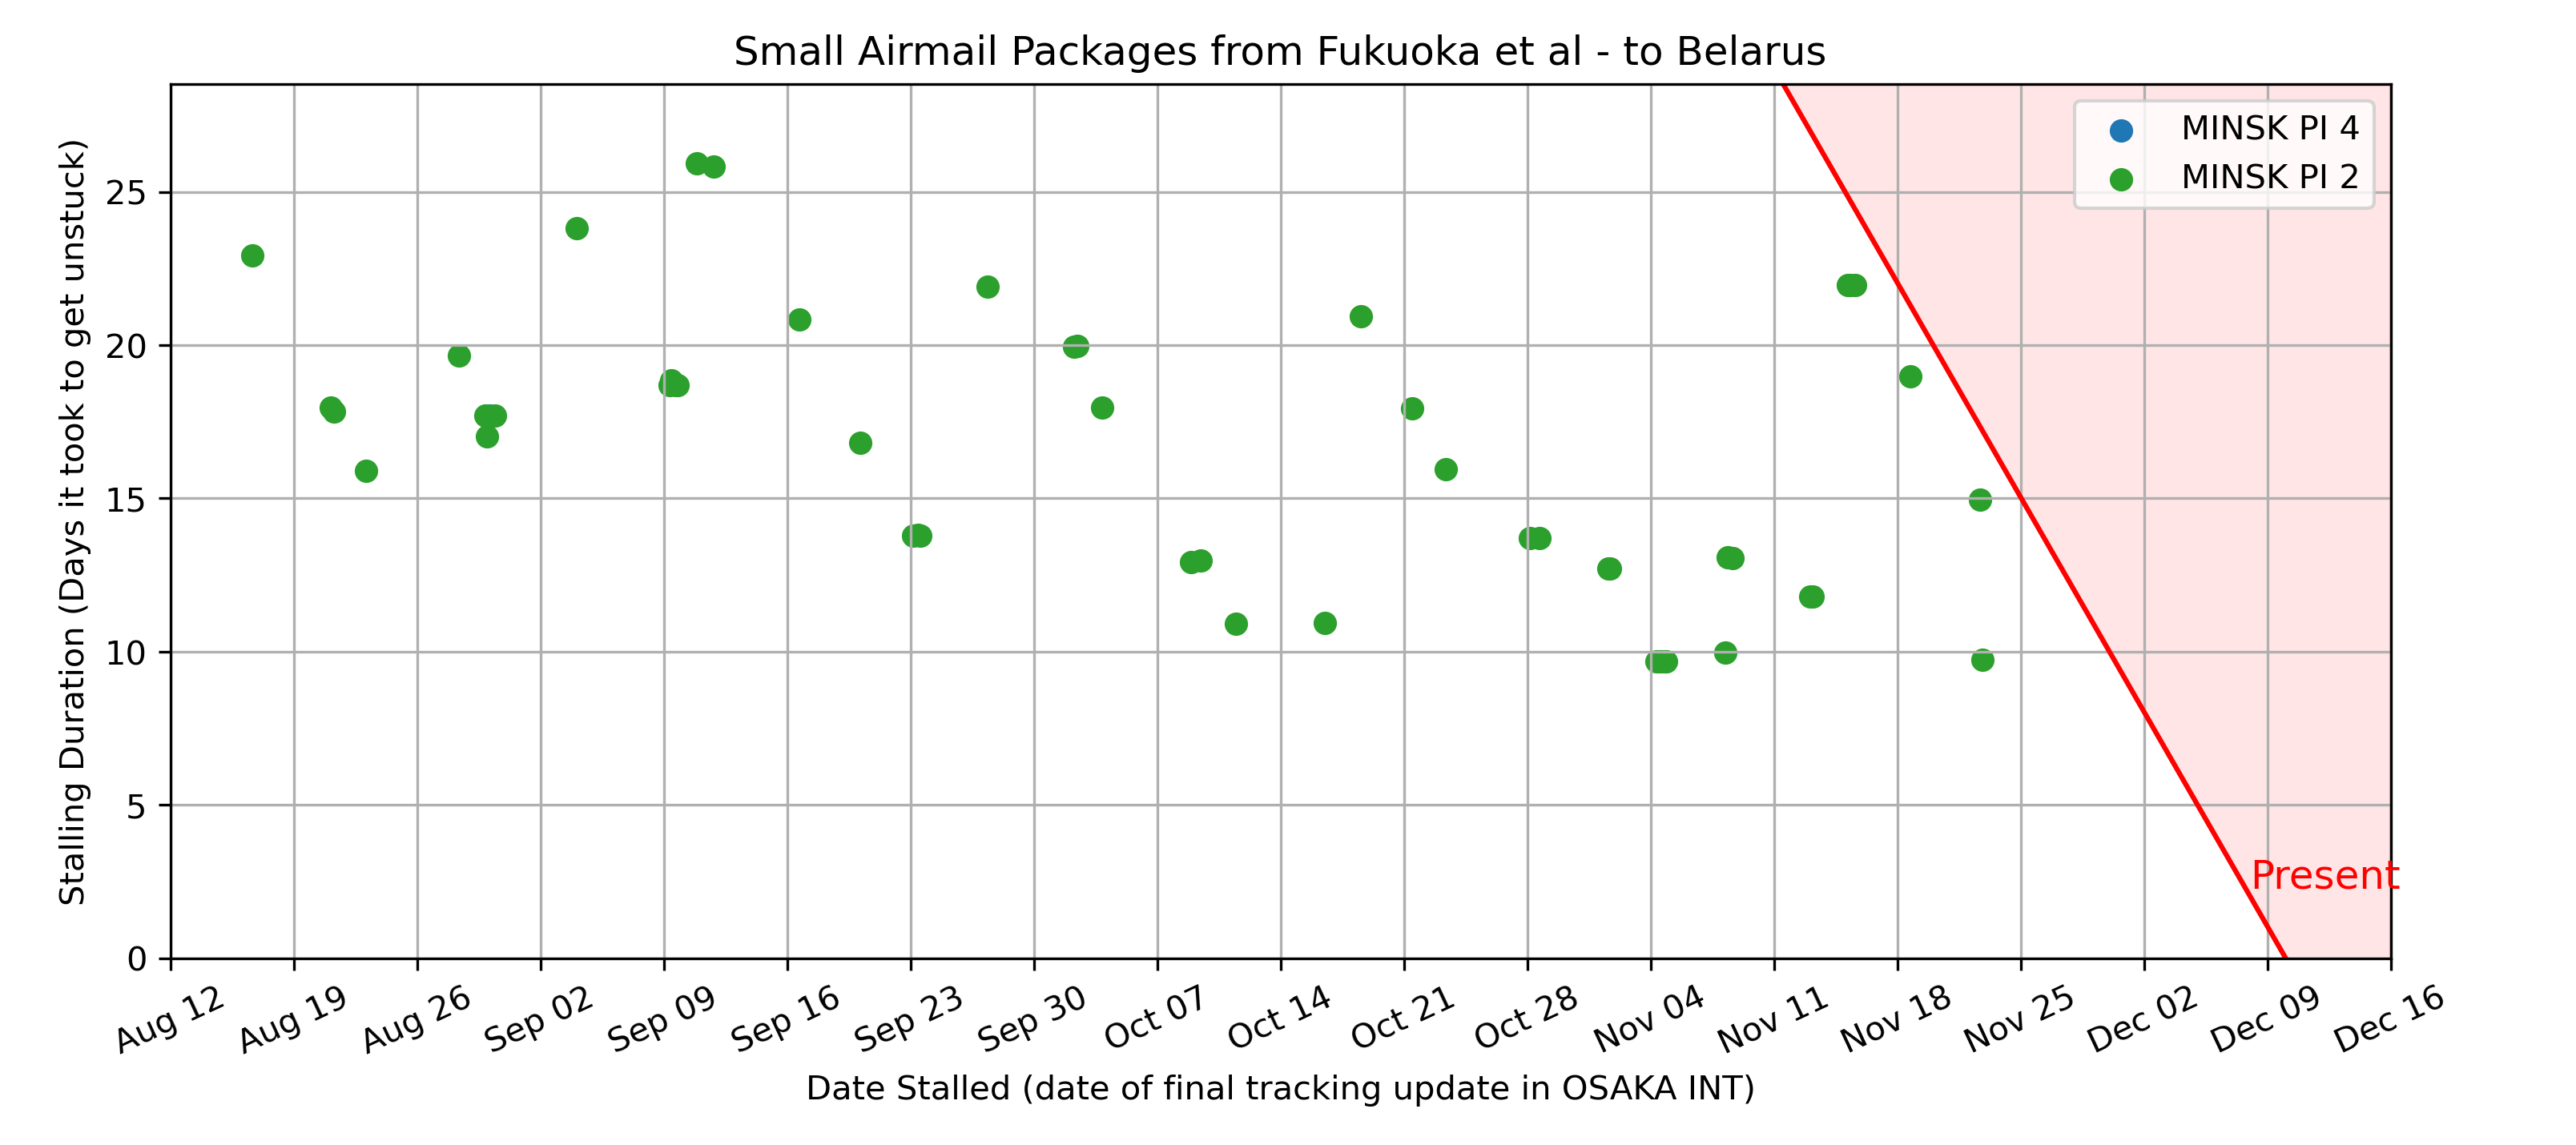 Small Airmail Packages from Fukuoka et al - to Belarus
MINSK PI 4
MINSK PI 2
Stalling Duration (Days it took to get unstuck)
25
20
15
10
5
0
Present
Aug 12 Aug 19 Aug 26 Sep 02 Sep 09 Sep 16 Sep 23 Sep 30 Oct 07 Oct 14 Oct 21 Oct 28 Nov 04 Nov 11 Nov 18 Nov 25 Dec 02 Dec 09 Dec 16
Date Stalled (date of final tracking update in OSAKA INT)